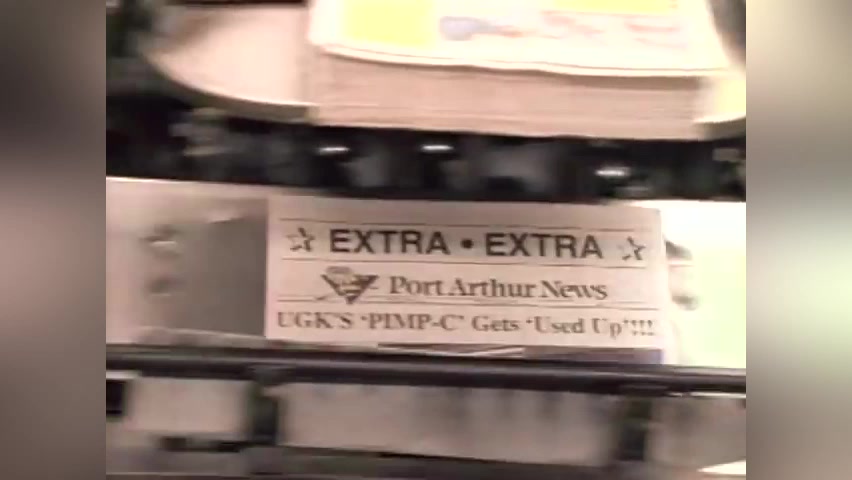 ☆ EXTRA • EXTRA ☆
Port Arthur News
UGK'S 'PIMP-C' Gets 'Used Up'!!!!